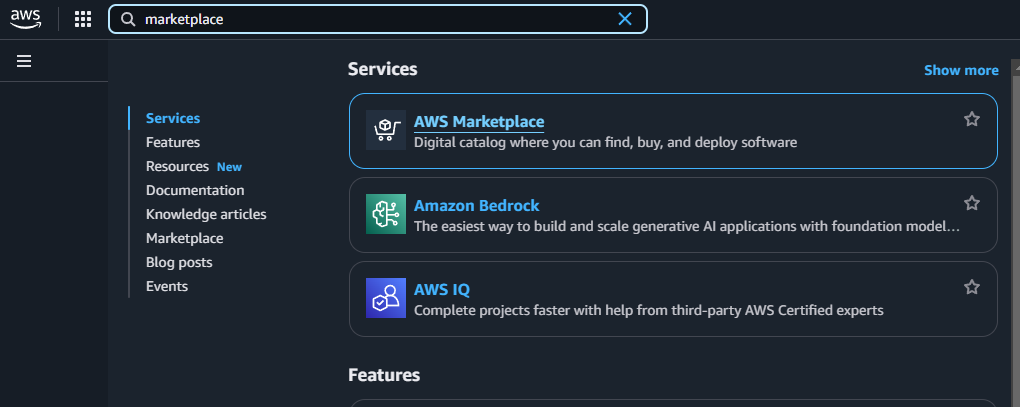 aws
marketplace
Services
Show more
Services
Features
Resources New
Documentation
Knowledge articles
Marketplace
Blog posts
Events
AWS Marketplace
Digital catalog where you can find, buy, and deploy software
Amazon Bedrock
The easiest way to build and scale generative AI applications with foundation model…
AWS IQ
Complete projects faster with help from third-party AWS Certified experts
Features